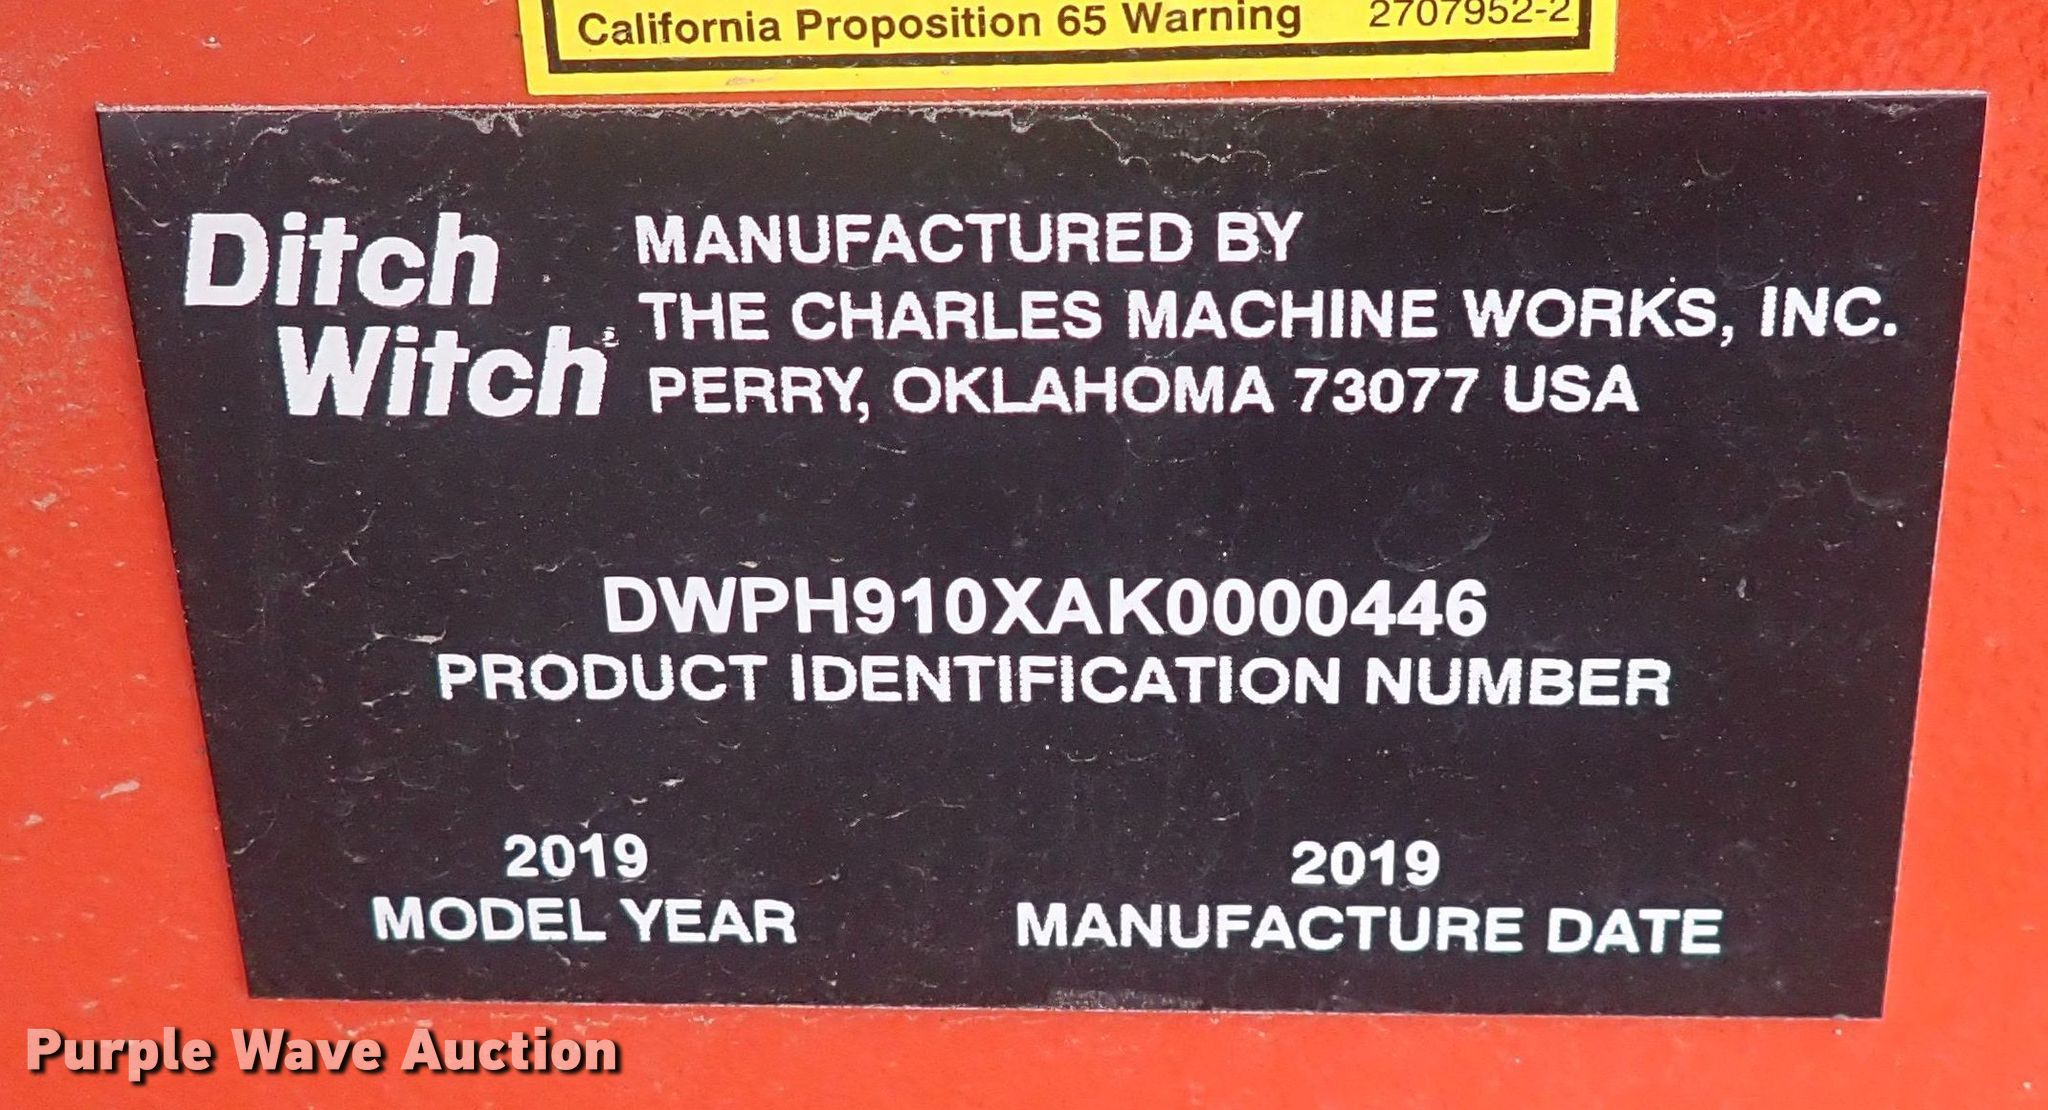 California Proposition 65 Warning 2707952-2
Ditch Witch
MANUFACTURED BY
THE CHARLES MACHINE WORKS, INC.
PERRY, OKLAHOMA 73077 USA
DWPH910XAK0000446
PRODUCT IDENTIFICATION NUMBER
2019 2019
MODEL YEAR MANUFACTURE DATE
Purple Wave Auction